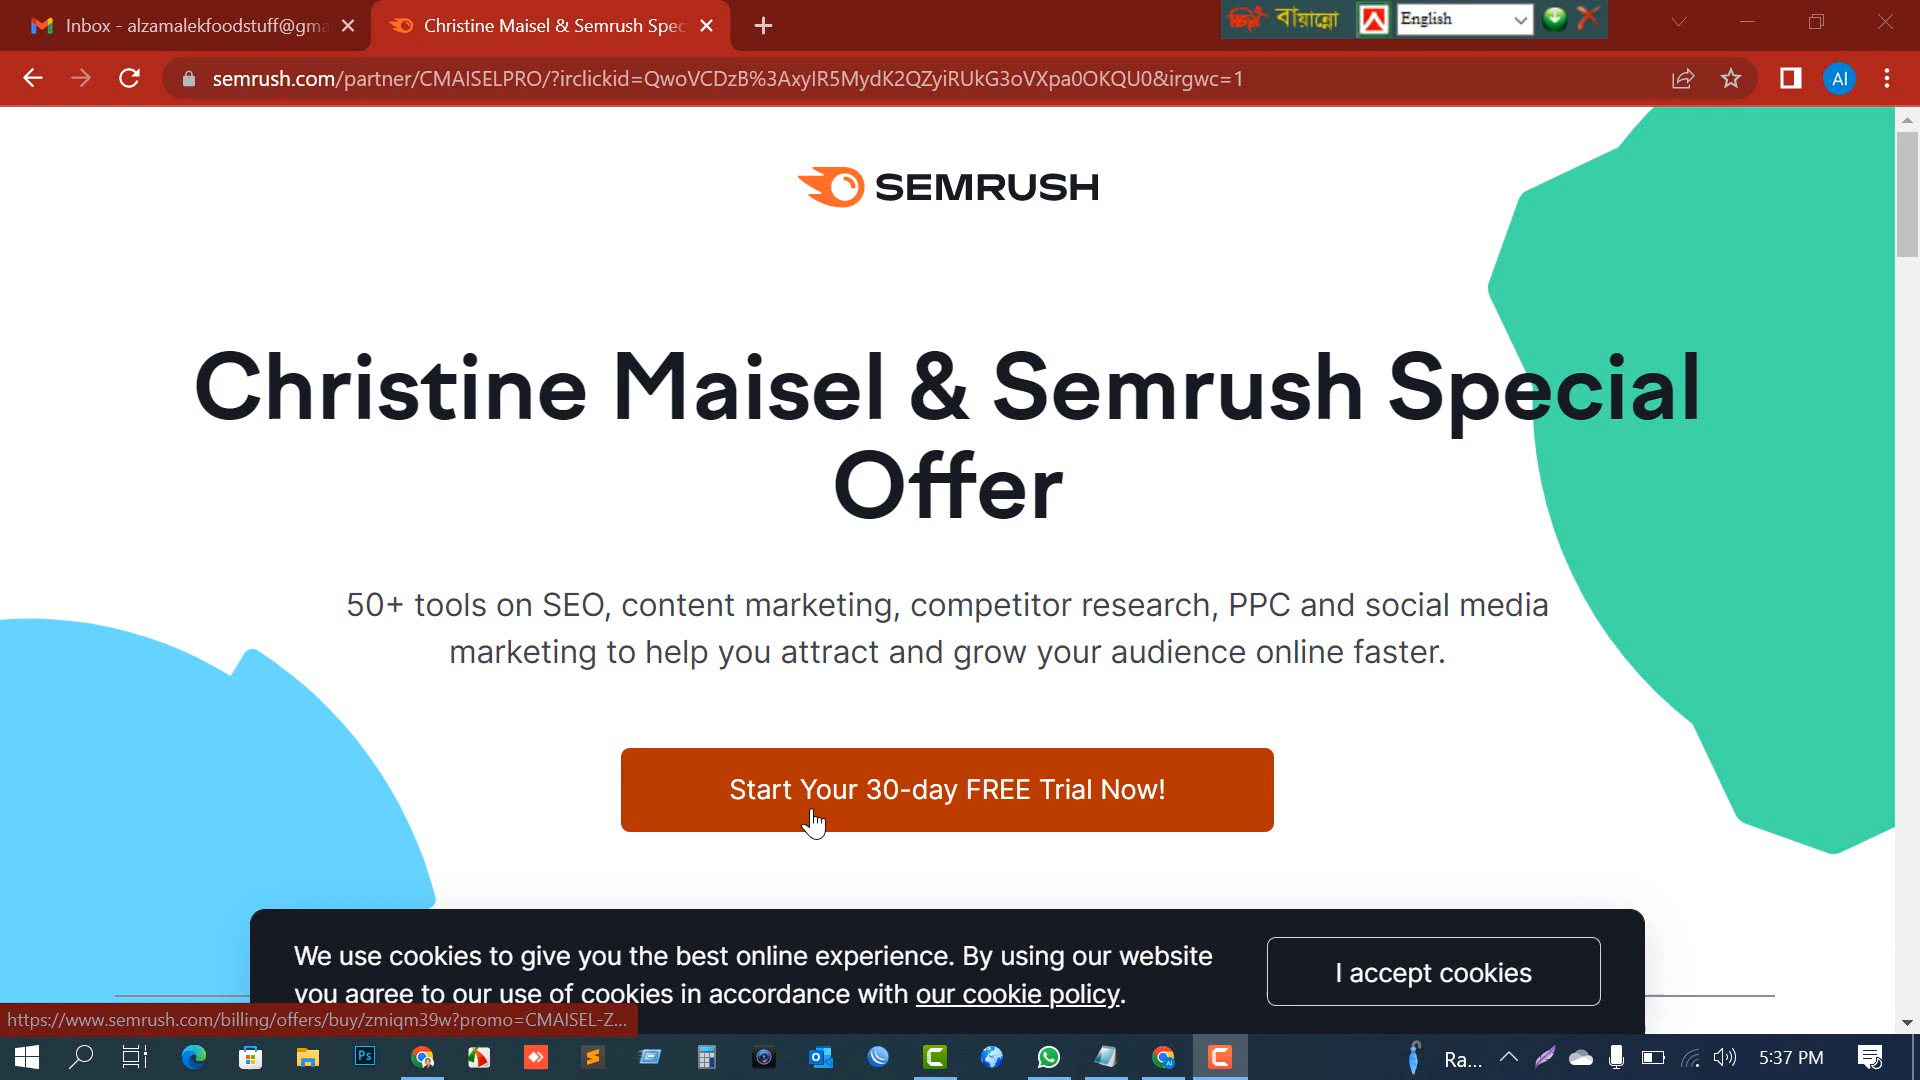 Inbox - alzamalekfoodstuff@gma
Christine Maisel & Semrush Spec
বায়ান্নো
English
semrush.com/partner/CMAISELPRO/?irclickid=QwoVCDzB%3AxyIR5MydK2QZyiRUkG3oVXpa0OKQU0&irgwc=1
Al
SEMRUSH
Christine Maisel & Semrush Special
Offer
50+ tools on SEO, content marketing, competitor research, PPC and social media
marketing to help you attract and grow your audience online faster.
Start Your 30-day FREE Trial Now!
We use cookies to give you the best online experience. By using our website
you agree to our use of cookies in accordance with our cookie policy.
I accept cookies
https://www.semrush.com/billing/offers/buy/zmiqm39w?promo=CMAISEL-Z...
Ps
Ra...
5:37 PM